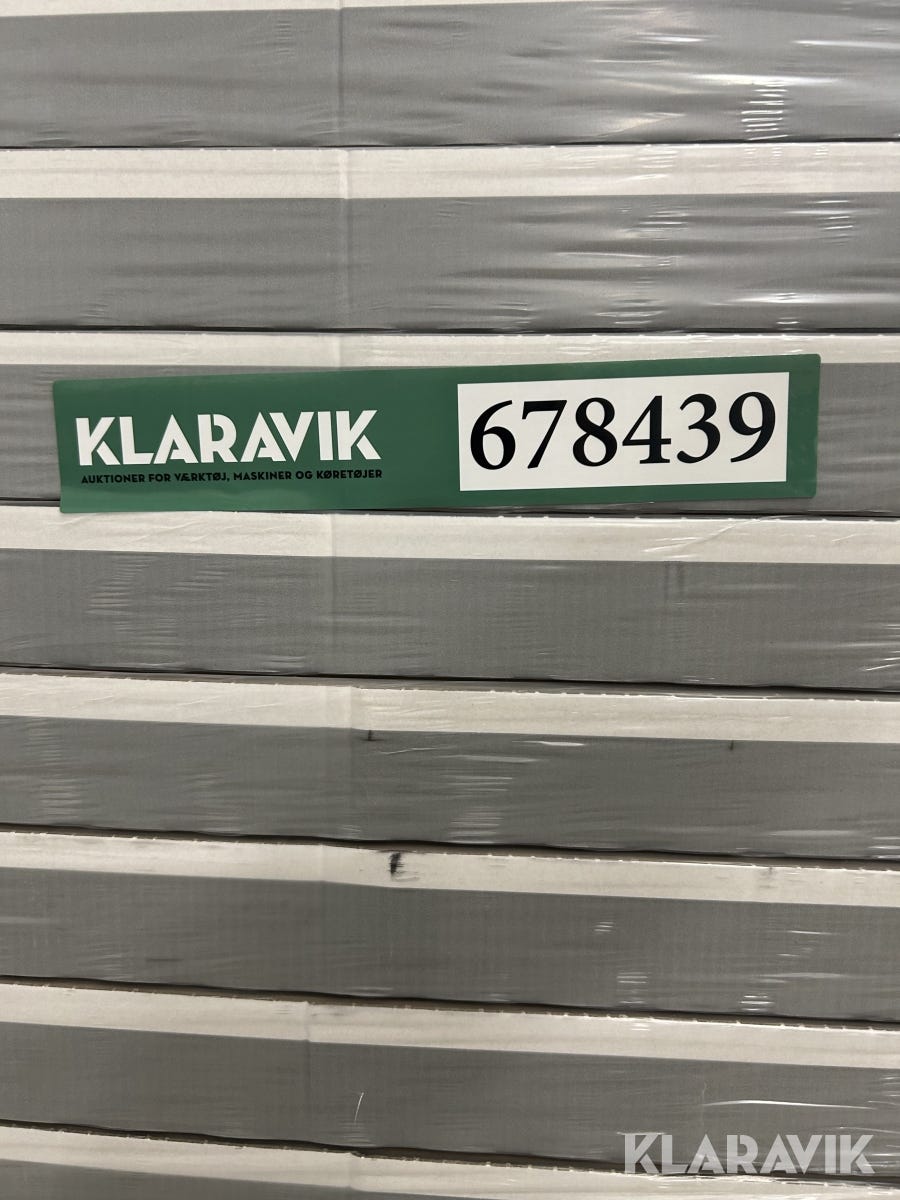 KLARAVIK
AUKTIONER FOR VÆRKTØJ, MASKINER OG KØRETØJER
678439
KLARAVIK